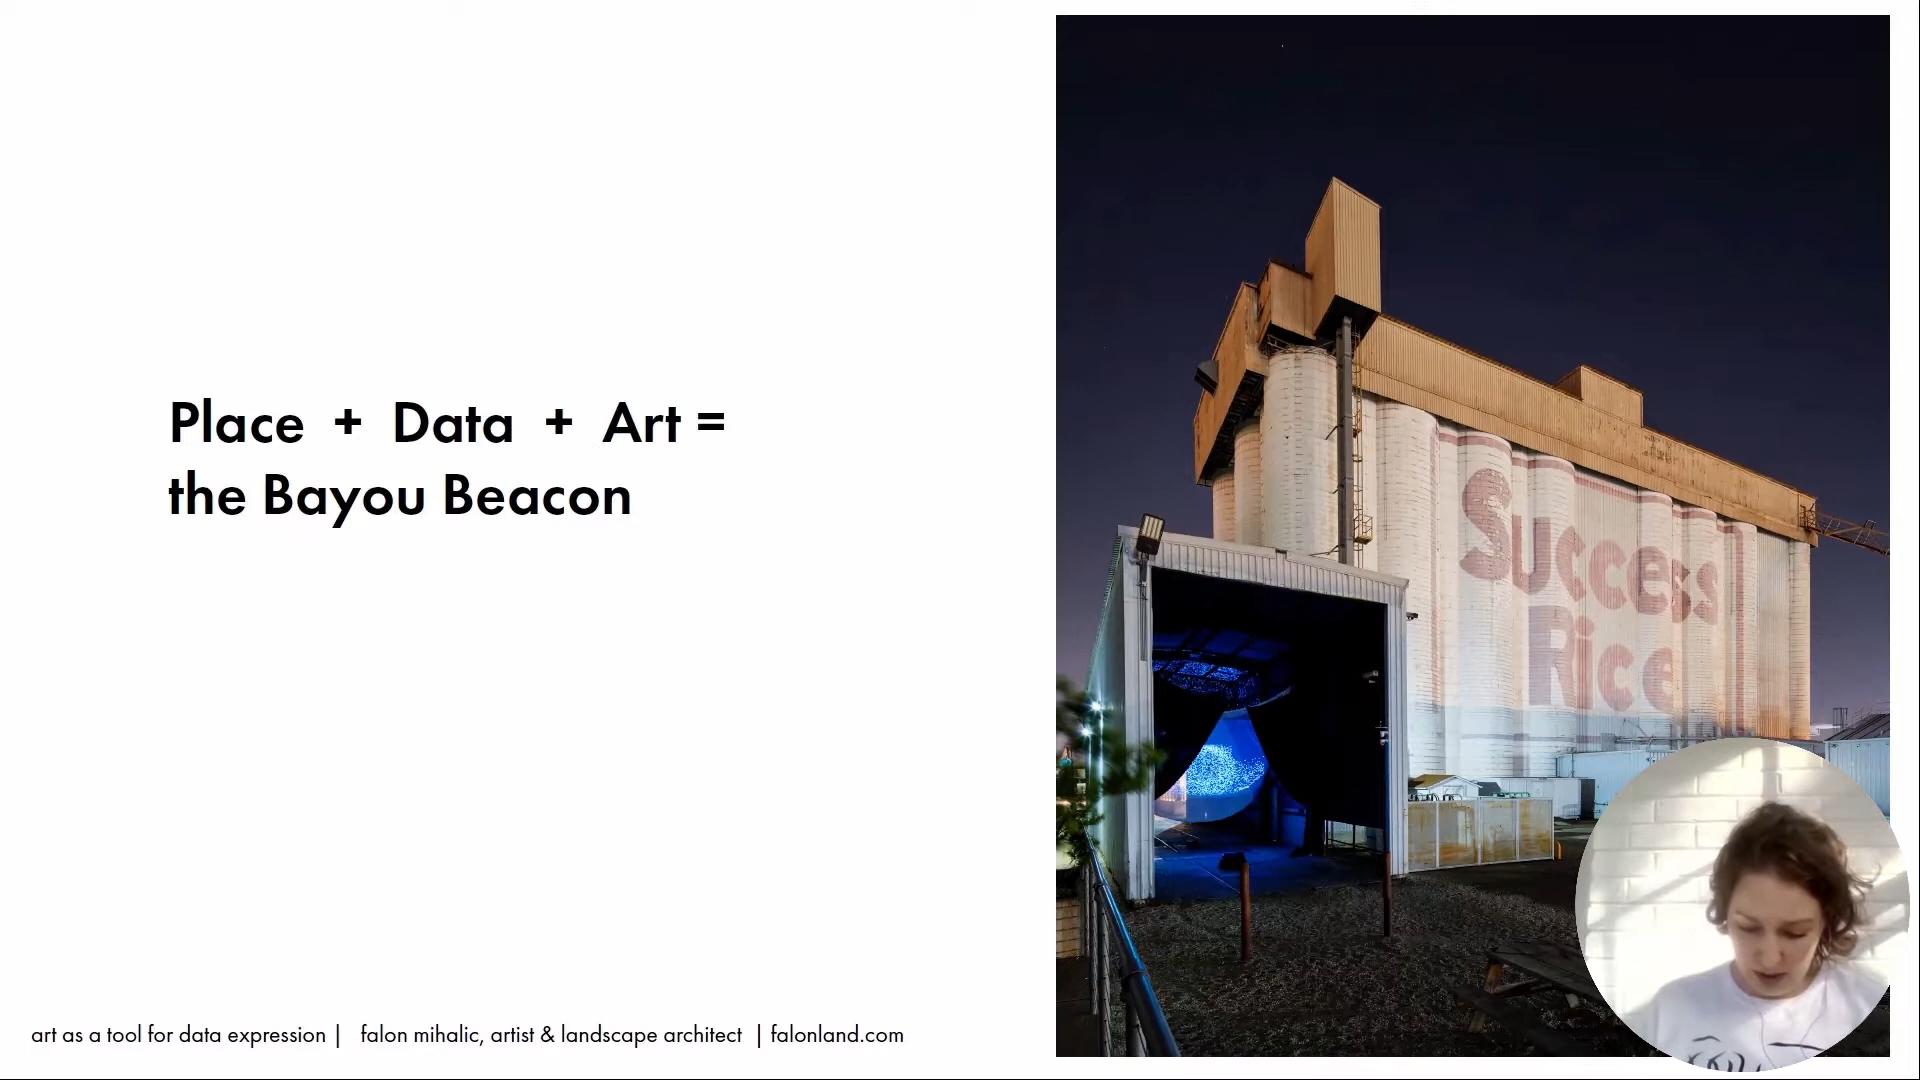 Place + Data + Art =
the Bayou Beacon
Success
Rice
art as a tool for data expression | falon mihalic, artist & landscape architect | falonland.com